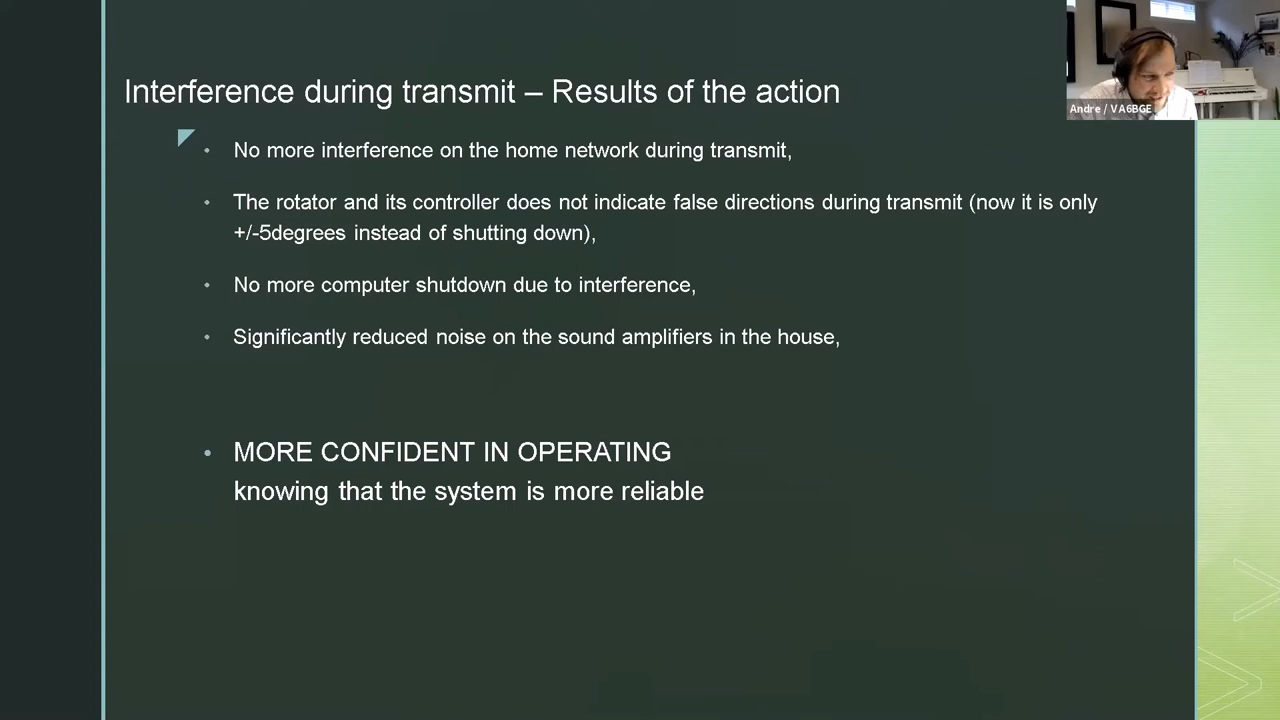 Interference during transmit – Results of the action
Andre / VA6BGE
• No more interference on the home network during transmit,
• The rotator and its controller does not indicate false directions during transmit (now it is only
+/-5degrees instead of shutting down),
• No more computer shutdown due to interference,
• Significantly reduced noise on the sound amplifiers in the house,
• MORE CONFIDENT IN OPERATING
knowing that the system is more reliable